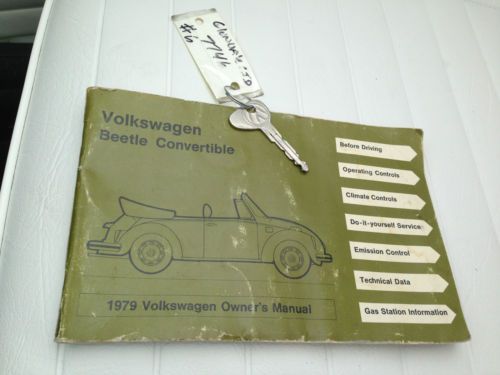 #6
7746
Volkswagen
Beetle Convertible
Before Driving
Operating Controls
Climate Controls
Do-it-yourself Service
Emission Control
Technical Data
Gas Station Information
1979 Volkswagen Owner's Manual